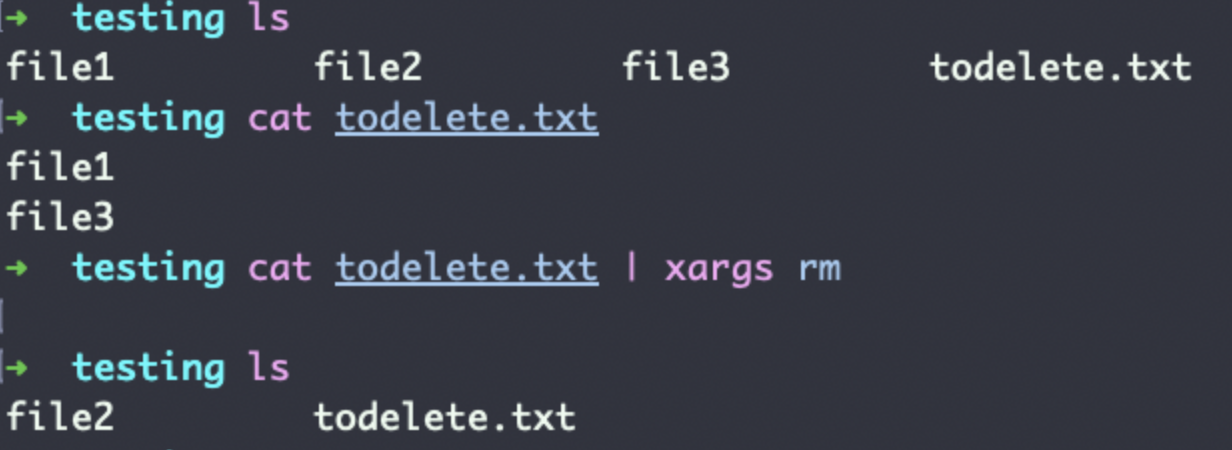 → testing ls
file1 file2 file3 todelete.txt
→ testing cat todelete.txt
file1
file3
→ testing cat todelete.txt | xargs rm
→ testing ls
file2 todelete.txt